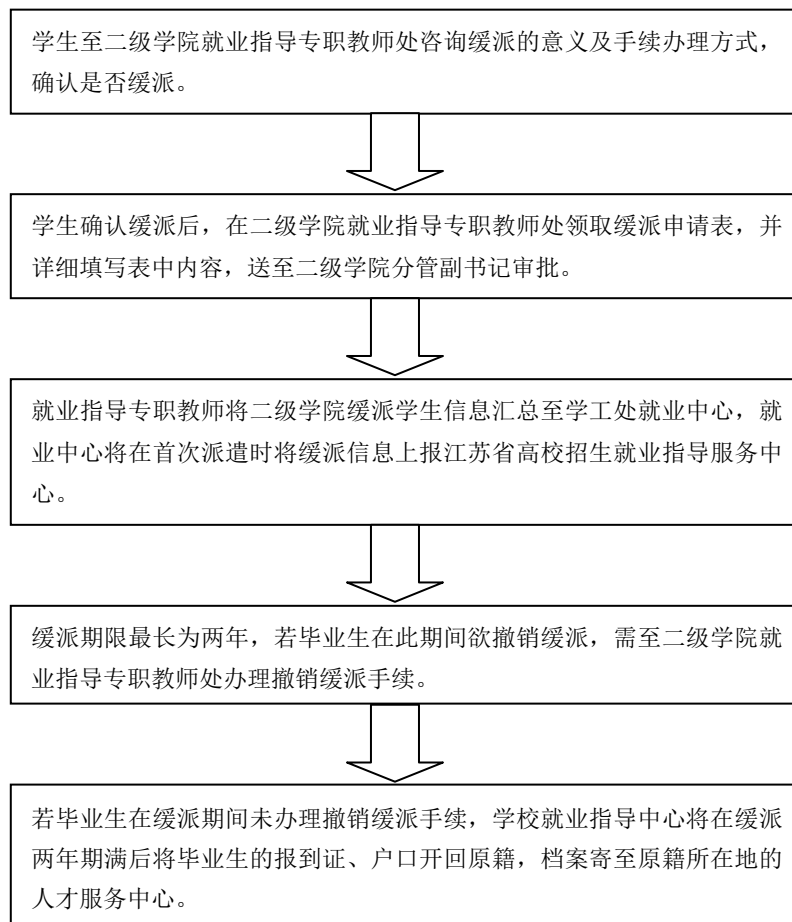 学生至二级学院就业指导专职教师处咨询缓派的意义及手续办理方式，
确认是否缓派。
学生确认缓派后，在二级学院就业指导专职教师处领取缓派申请表，并
详细填写表中内容，送至二级学院分管副书记审批。
就业指导专职教师将二级学院缓派学生信息汇总至学工处就业中心，就
业中心将在首次派遣时将缓派信息上报江苏省高校招生就业指导服务中
心。
缓派期限最长为两年，若毕业生在此期间欲撤销缓派，需至二级学院就
业指导专职教师处办理撤销缓派手续。
若毕业生在缓派期间未办理撤销缓派手续，学校就业指导中心将在缓派
两年期满后将毕业生的报到证、户口开回原籍，档案寄至原籍所在地的
人才服务中心。